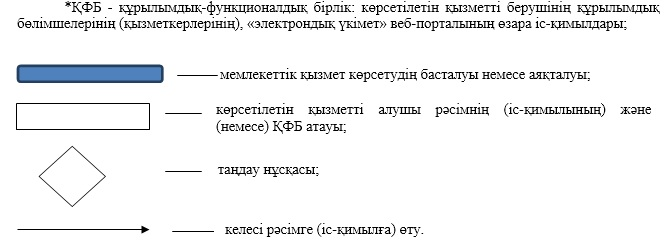 *ҚФБ - құрылымдық-функционалдық бірлік: көрсетілетін қызметті берушінің құрылымдық
бөлімшелерінің (қызметкерлерінің), «электрондық үкімет» веб-порталының өзара іс-қимылдары;
мемлекеттік қызмет көрсетудің басталуы немесе аяқталуы;
көрсетілетін қызметті алушы рәсімнің (іс-қимылының) және
(немесе) ҚФБ атауы;
таңдау нұсқасы;
келесі рәсімге (іс-қимылға) өту.